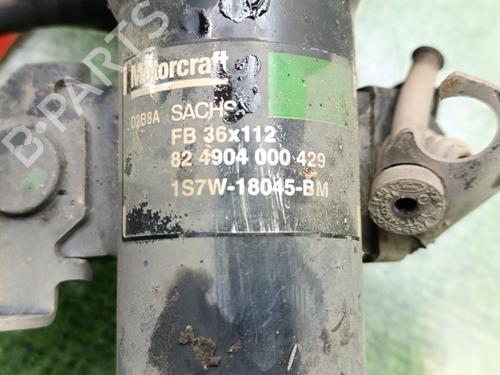 Motorcraft
D2B8A SACHS
FB 36x112
82 4904 000 429
1S7W-18045-BM
B-PARTS